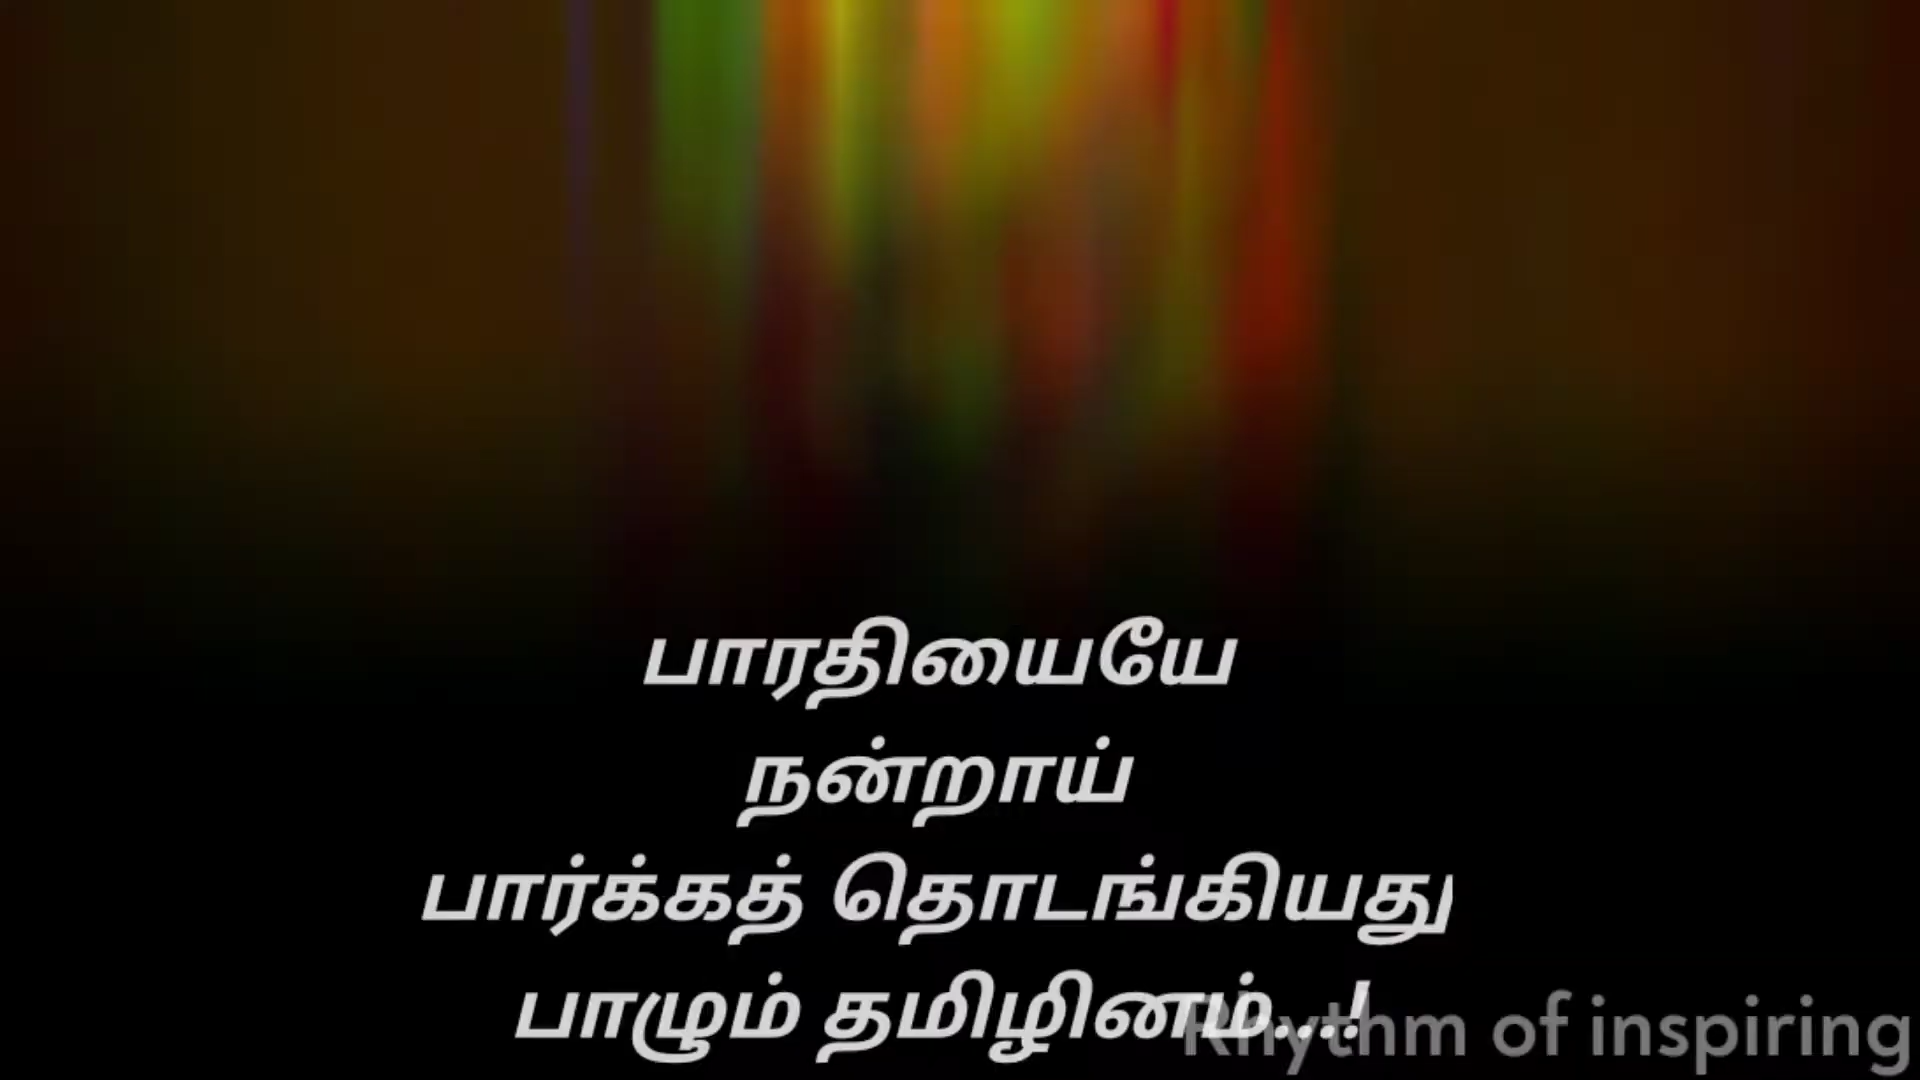 பாரதியையே
நன்றாய்
பார்க்கத் தொடங்கியது
பாழும் தமிழினம்...!
Rhythm of inspiring